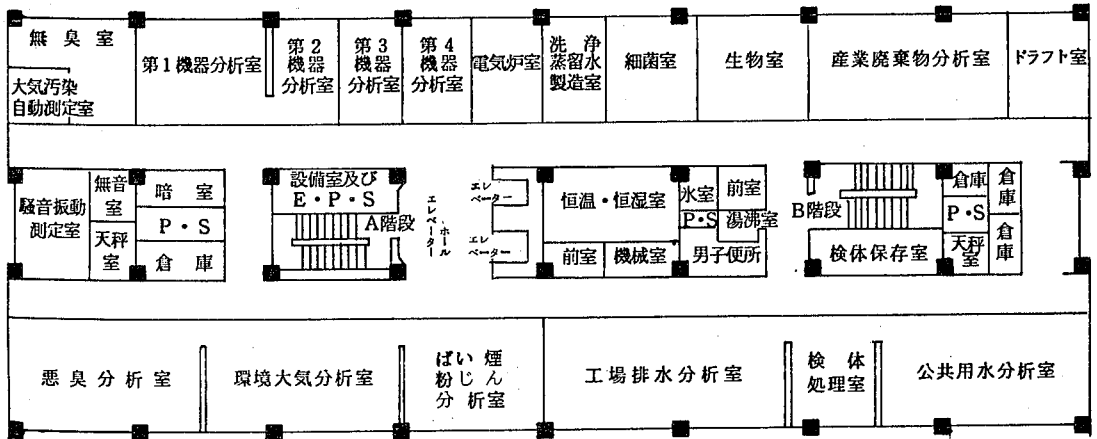 無臭室
大気汚染
自動測定室
第1機器分析室
第2
機器
分析室
第3
機器
分析室
第4
機器
分析室
電気炉室
洗浄
蒸留水
製造室
細菌室
生物室
産業廃棄物分析室
ドラフト室
騒音振動
測定室
無音
室
天秤
室
暗室
P・S
倉庫
設備室及び
E・P・S
A階段
エレベーター・ホール
エレ
ベーター
エレ
ベーター
恒温・恒湿室
前室
機械室
氷室
P・S
前室
湯沸室
男子便所
B階段
検体保存室
倉庫
P・S
天秤
室
倉庫
倉庫
悪臭分析室
環境大気分析室
ばい煙
粉じん
分析室
工場排水分析室
検体
処理室
公共用水分析室